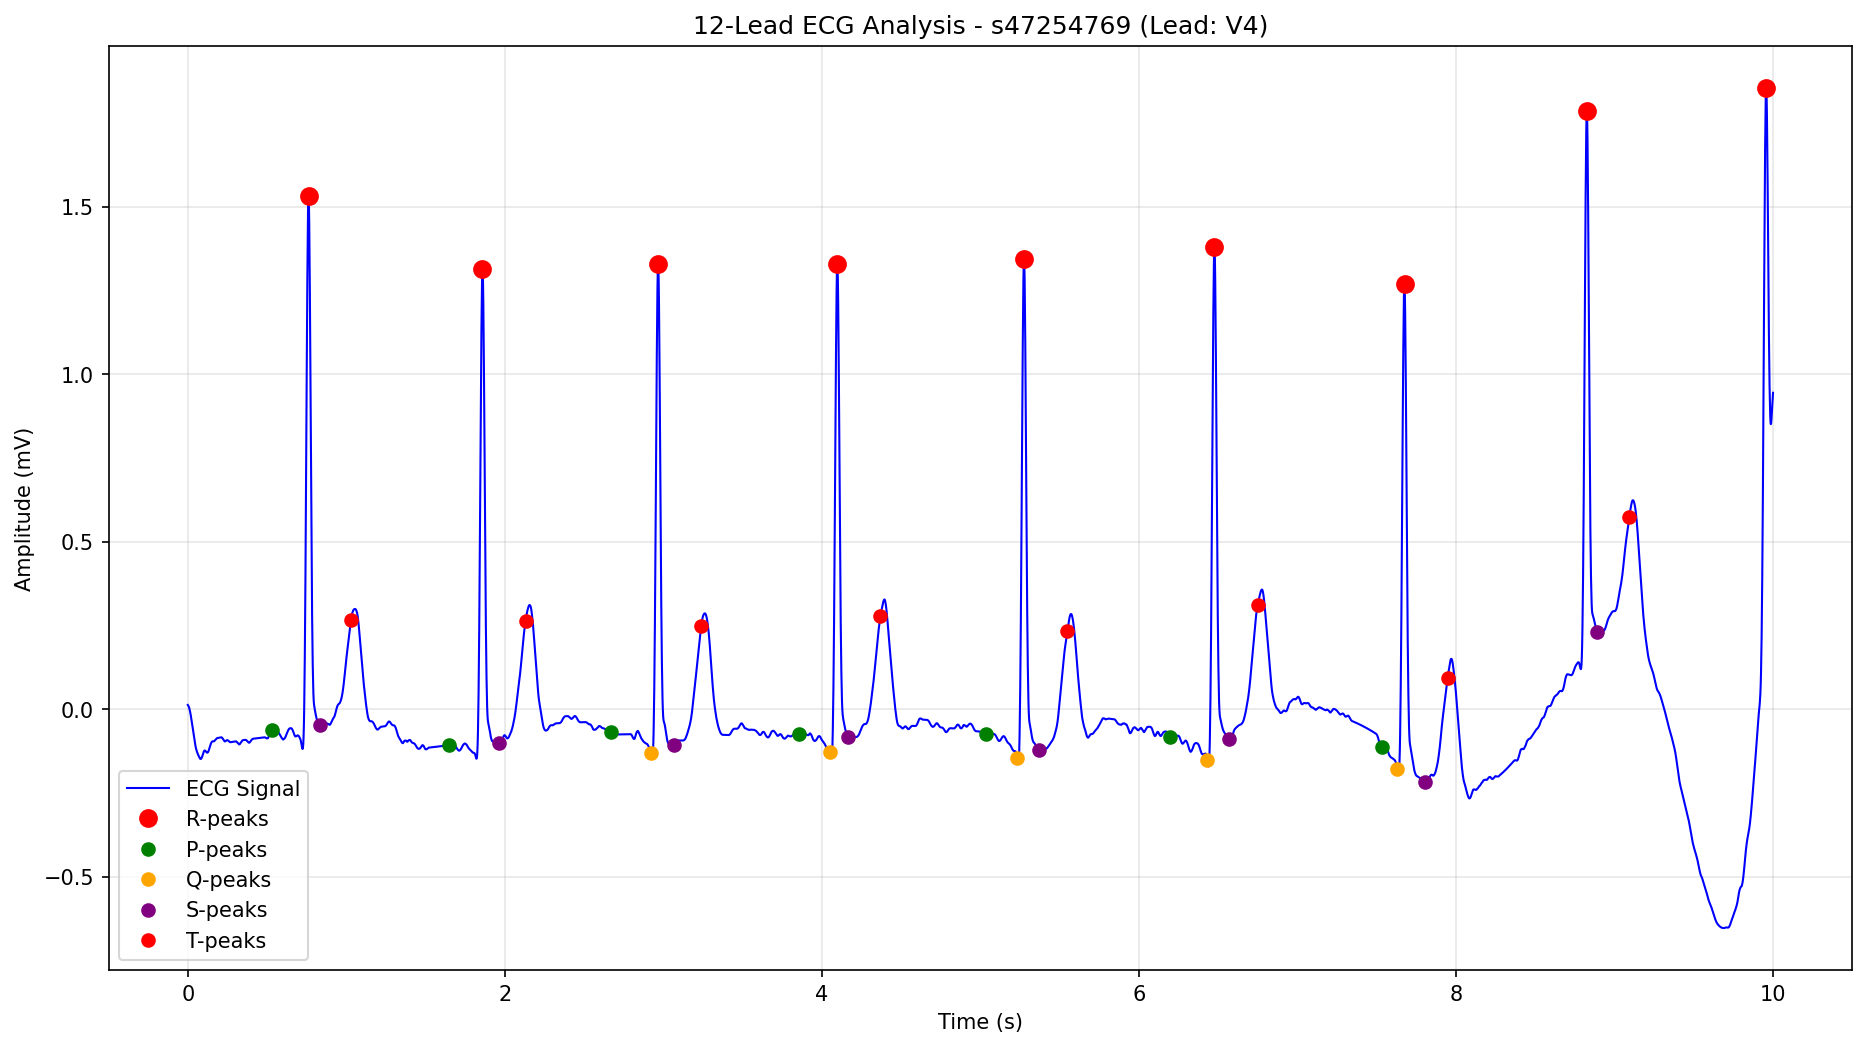 12-Lead ECG Analysis - s47254769 (Lead: V4)
Amplitude (mV)
1.5
1.0
0.5
0.0
−0.5
ECG Signal
R-peaks
P-peaks
Q-peaks
S-peaks
T-peaks
0 2 4 6 8 10
Time (s)